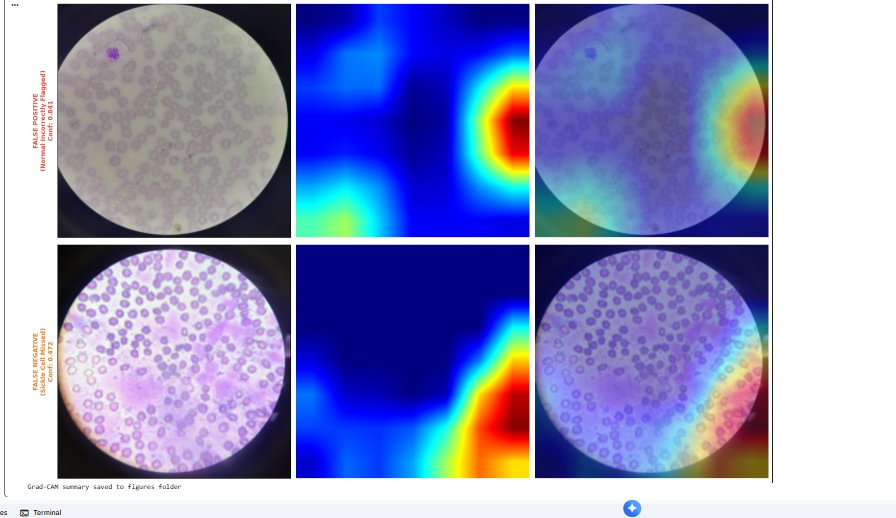 ...
FALSE POSITIVE
(Normal Incorrectly Flagged)
Conf: 0.841
FALSE NEGATIVE
(Sickle Cell Missed)
Conf: 0.472
Grad-CAM summary saved to figures folder
es
Terminal